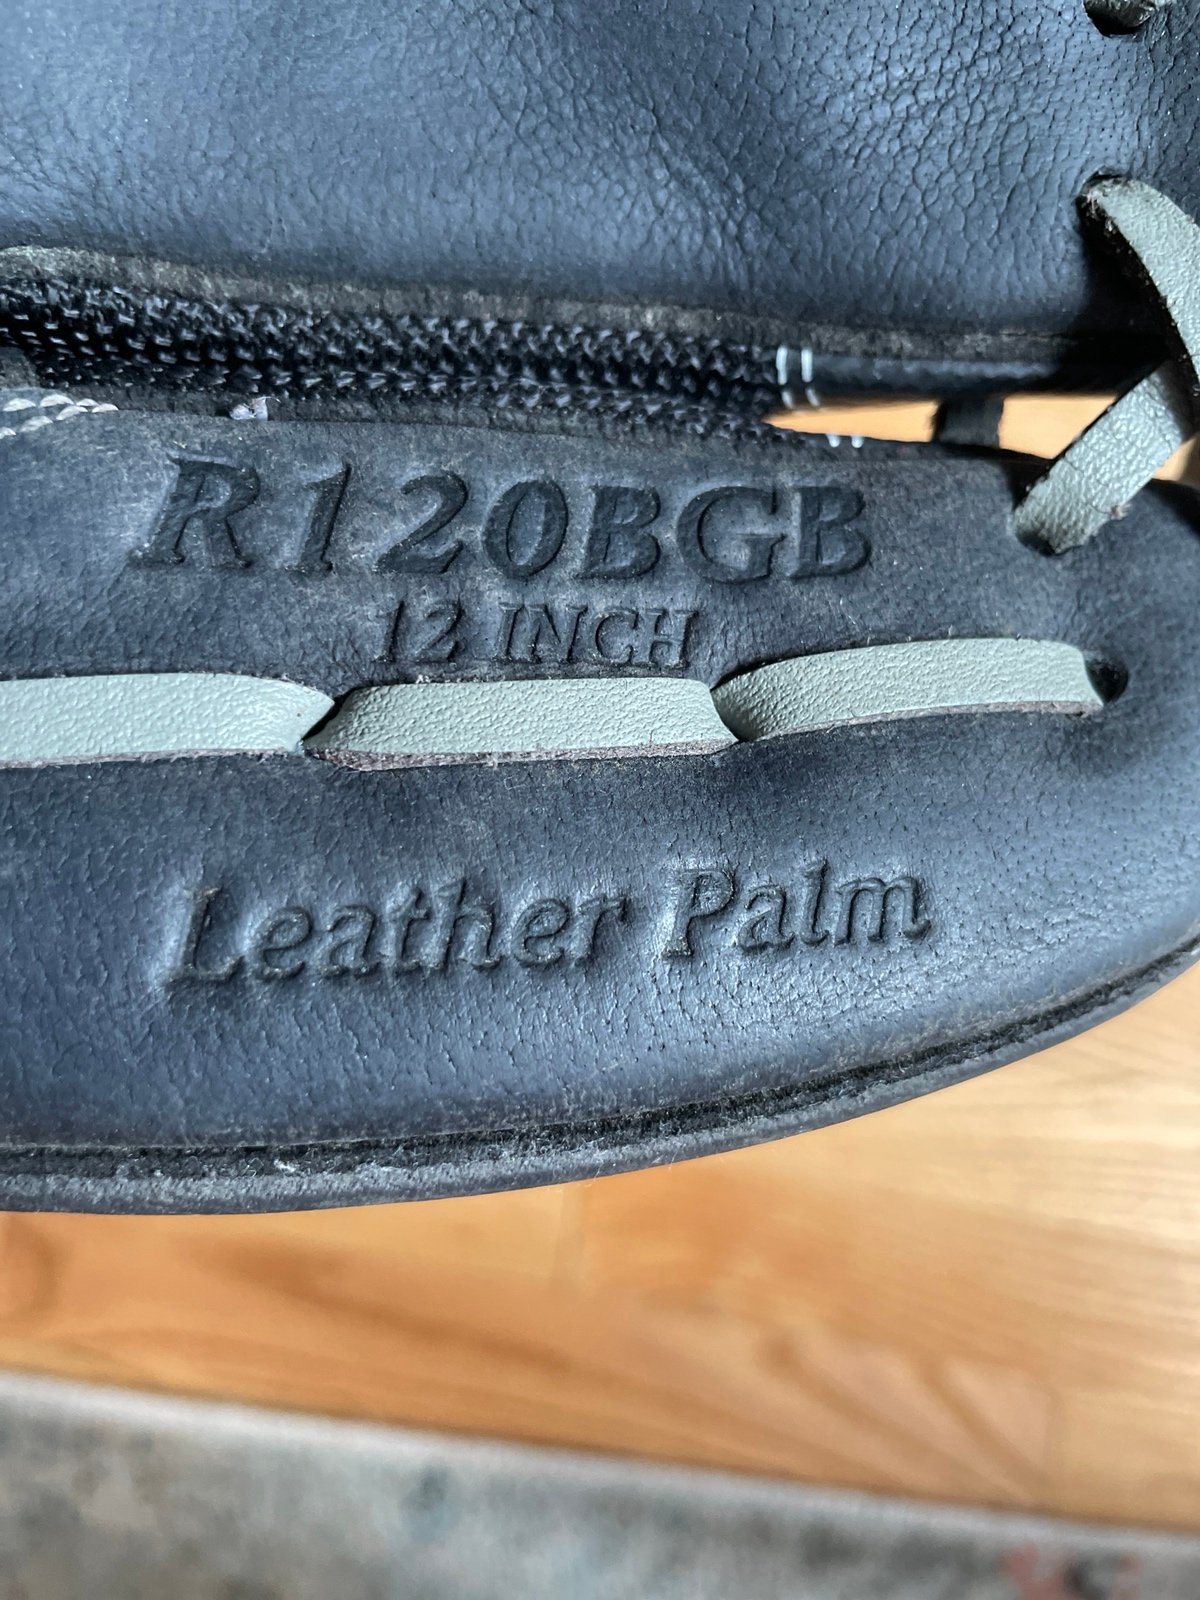 R120BGB
12 INCH
Leather Palm